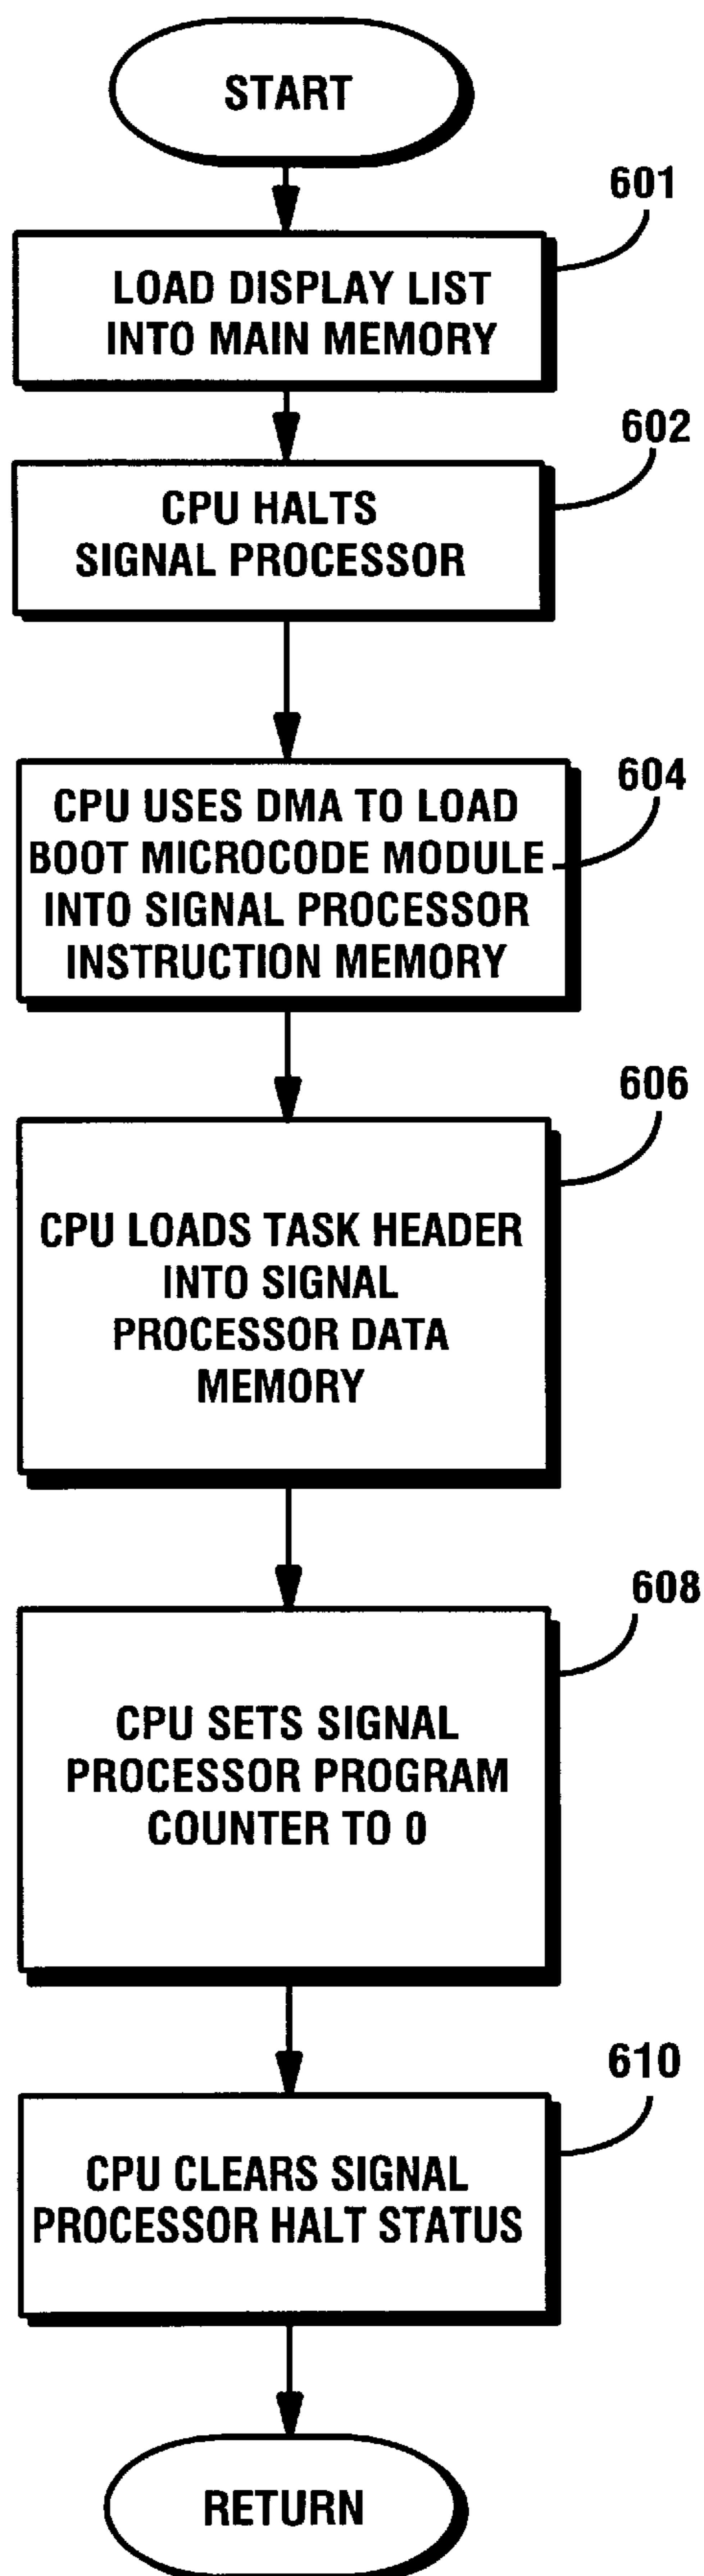 START
601
LOAD DISPLAY LIST
INTO MAIN MEMORY
602
CPU HALTS
SIGNAL PROCESSOR
604
CPU USES DMA TO LOAD
BOOT MICROCODE MODULE
INTO SIGNAL PROCESSOR
INSTRUCTION MEMORY
606
CPU LOADS TASK HEADER
INTO SIGNAL
PROCESSOR DATA
MEMORY
608
CPU SETS SIGNAL
PROCESSOR PROGRAM
COUNTER TO 0
610
CPU CLEARS SIGNAL
PROCESSOR HALT STATUS
RETURN